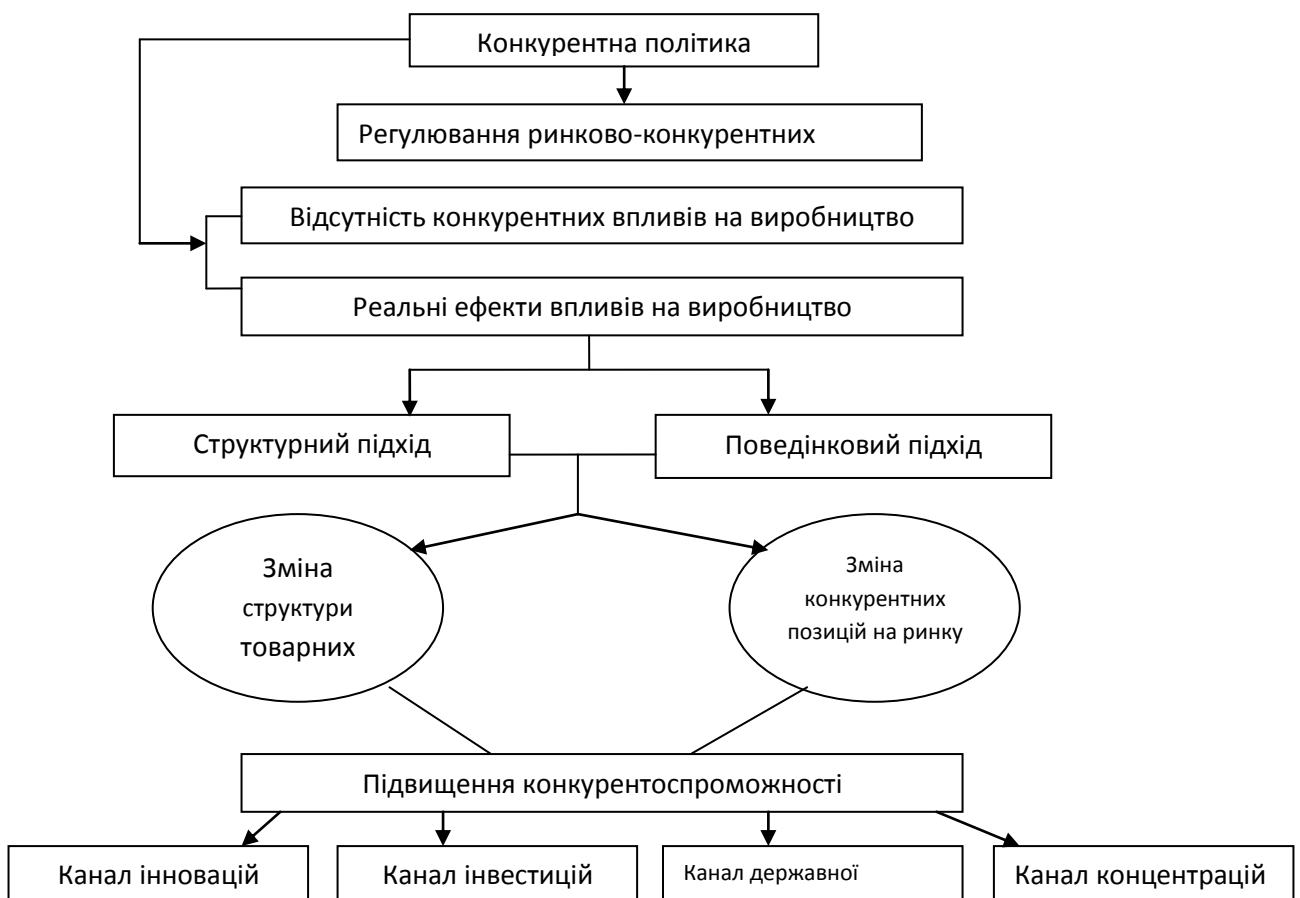 Конкурентна політика
Регулювання ринково-конкурентних
Відсутність конкурентних впливів на виробництво
Реальні ефекти впливів на виробництво
Структурний підхід
Поведінковий підхід
Зміна
структури
товарних
Зміна
конкурентних
позицій на ринку
Підвищення конкурентоспроможності
Канал інновацій
Канал інвестицій
Канал державної
Канал концентрацій